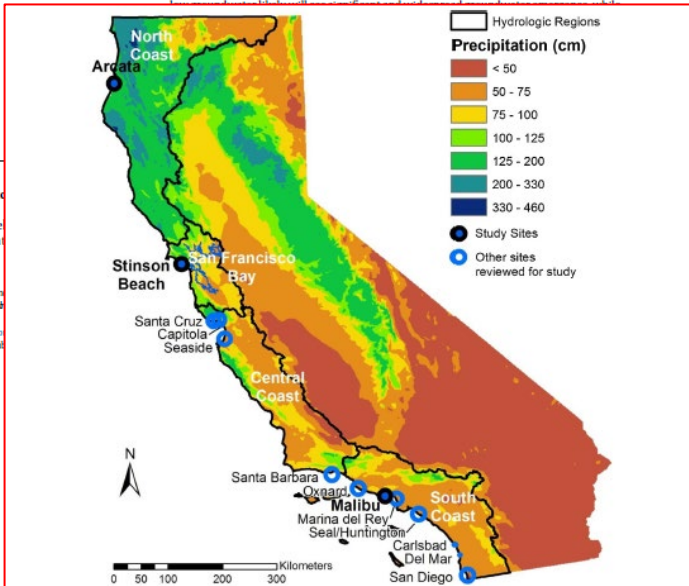 Hydrologic Regions
Precipitation (cm)
< 50
50 - 75
75 - 100
100 - 125
125 - 200
200 - 330
330 - 460
Study Sites
Other sites
reviewed for study
North
Coast
Arcata
San Francisco
Bay
Stinson
Beach
Santa Cruz
Capitola
Seaside
Central
Coast
Santa Barbara
Oxnard
Malibu
South
Coast
Marina del Rey
Seal/Huntington
Carlsbad
Del Mar
San Diego
N
Kilometers
0 50 100 200 300